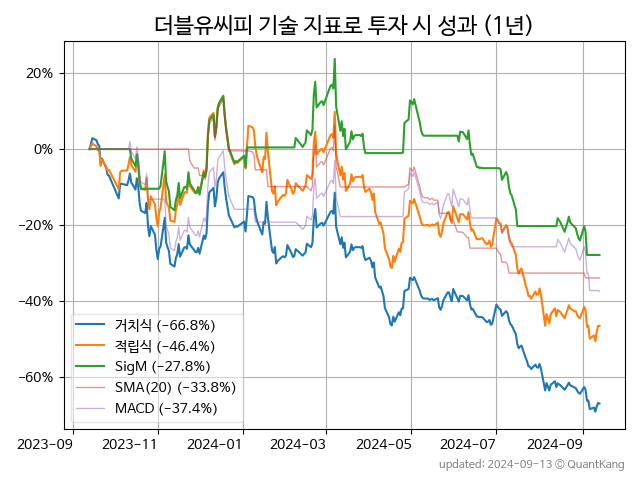 더블유씨피 기술 지표로 투자 시 성과 (1년)
20%
0%
−20%
−40%
−60%
거치식 (−66.8%)
적립식 (−46.4%)
SigM (−27.8%)
SMA(20) (−33.8%)
MACD (−37.4%)
2023-09 2023-11 2024-01 2024-03 2024-05 2024-07 2024-09
updated: 2024-09-13 © QuantKang